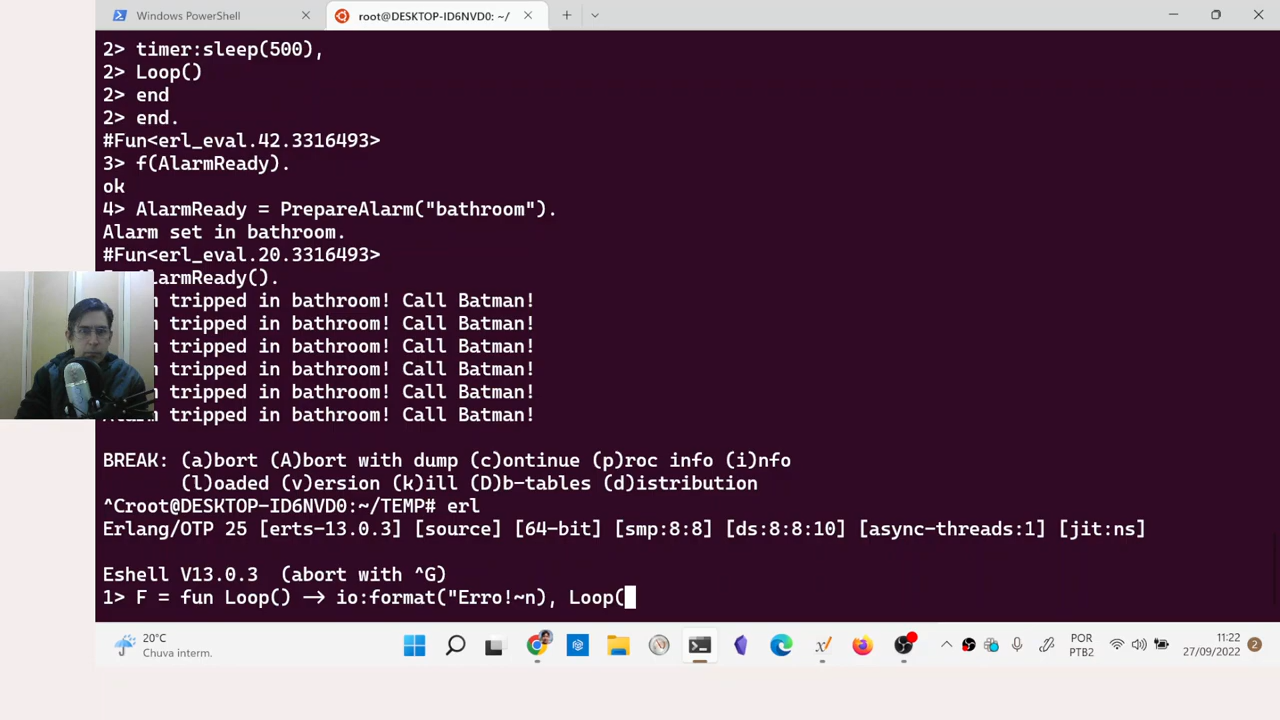 Windows PowerShell
root@DESKTOP-ID6NVD0: ~/
2> timer:sleep(500),
2> Loop()
2> end
2> end.
#Fun<erl_eval.42.3316493>
3> f(AlarmReady).
ok
4> AlarmReady = PrepareAlarm("bathroom").
Alarm set in bathroom.
#Fun<erl_eval.20.3316493>
larmReady().
tripped in bathroom! Call Batman!
tripped in bathroom! Call Batman!
tripped in bathroom! Call Batman!
tripped in bathroom! Call Batman!
tripped in bathroom! Call Batman!
tripped in bathroom! Call Batman!
BREAK: (a)bort (A)bort with dump (c)ontinue (p)roc info (i)nfo
(l)oaded (v)ersion (k)ill (D)b-tables (d)istribution
^Croot@DESKTOP-ID6NVD0:~/TEMP# erl
Erlang/OTP 25 [erts-13.0.3] [source] [64-bit] [smp:8:8] [ds:8:8:10] [async-threads:1] [jit:ns]
Eshell V13.0.3  (abort with ^G)
1> F = fun Loop() -> io:format("Erro!~n), Loop(
20°C
Chuva interm.
POR
PTB2
11:22
27/09/2022
2